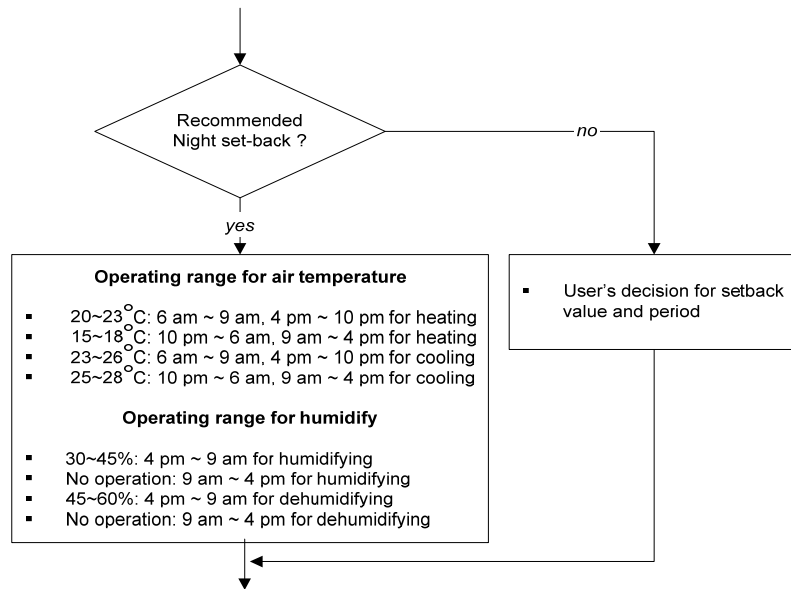 Recommended
Night set-back ?
no
yes
Operating range for air temperature
▪ 20~23°C: 6 am ~ 9 am, 4 pm ~ 10 pm for heating
▪ 15~18°C: 10 pm ~ 6 am, 9 am ~ 4 pm for heating
▪ 23~26°C: 6 am ~ 9 am, 4 pm ~ 10 pm for cooling
▪ 25~28°C: 10 pm ~ 6 am, 9 am ~ 4 pm for cooling
Operating range for humidify
▪ 30~45%: 4 pm ~ 9 am for humidifying
▪ No operation: 9 am ~ 4 pm for humidifying
▪ 45~60%: 4 pm ~ 9 am for dehumidifying
▪ No operation: 9 am ~ 4 pm for dehumidifying
▪ User's decision for setback
value and period